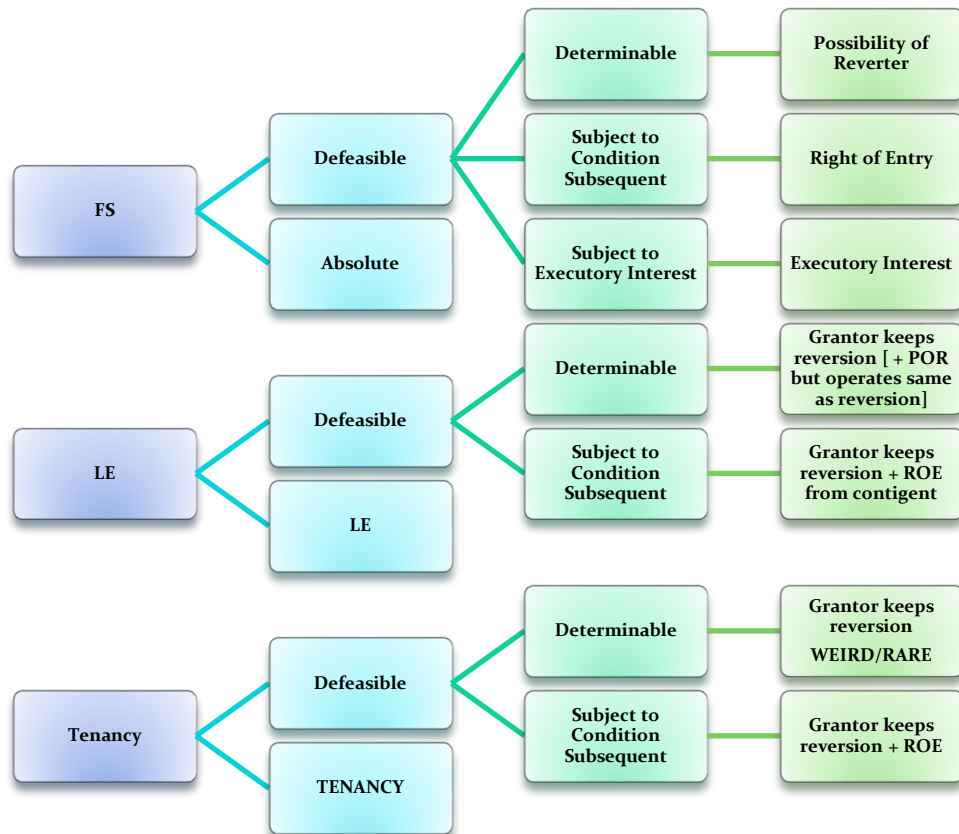 FS
Defeasible
Absolute
Determinable
Subject to
Condition
Subsequent
Subject to
Executory Interest
Possibility of
Reverter
Right of Entry
Executory Interest
LE
Defeasible
LE
Determinable
Subject to
Condition
Subsequent
Grantor keeps
reversion [ + POR
but operates same
as reversion]
Grantor keeps
reversion + ROE
from contigent
Tenancy
Defeasible
TENANCY
Determinable
Subject to
Condition
Subsequent
Grantor keeps
reversion
WEIRD/RARE
Grantor keeps
reversion + ROE